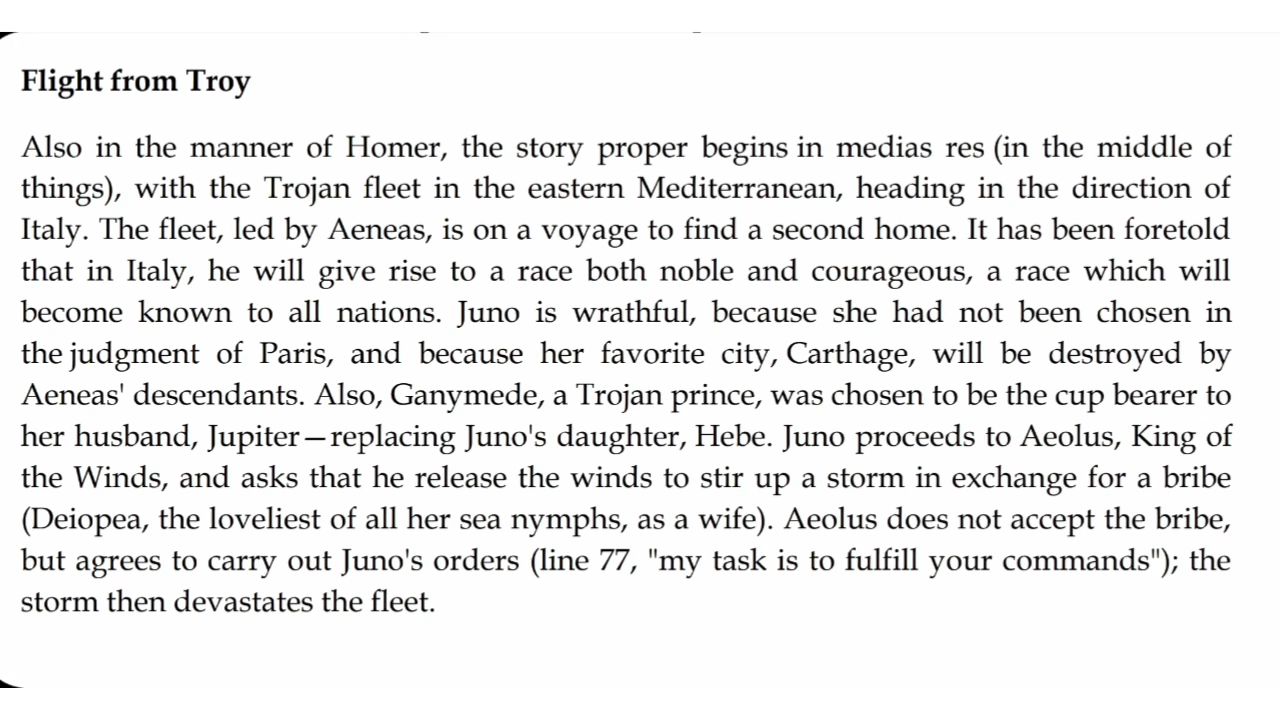 Flight from Troy
Also in the manner of Homer, the story proper begins in medias res (in the middle of
things), with the Trojan fleet in the eastern Mediterranean, heading in the direction of
Italy. The fleet, led by Aeneas, is on a voyage to find a second home. It has been foretold
that in Italy, he will give rise to a race both noble and courageous, a race which will
become known to all nations. Juno is wrathful, because she had not been chosen in
the judgment of Paris, and because her favorite city, Carthage, will be destroyed by
Aeneas' descendants. Also, Ganymede, a Trojan prince, was chosen to be the cup bearer to
her husband, Jupiter—replacing Juno's daughter, Hebe. Juno proceeds to Aeolus, King of
the Winds, and asks that he release the winds to stir up a storm in exchange for a bribe
(Deiopea, the loveliest of all her sea nymphs, as a wife). Aeolus does not accept the bribe,
but agrees to carry out Juno's orders (line 77, "my task is to fulfill your commands"); the
storm then devastates the fleet.